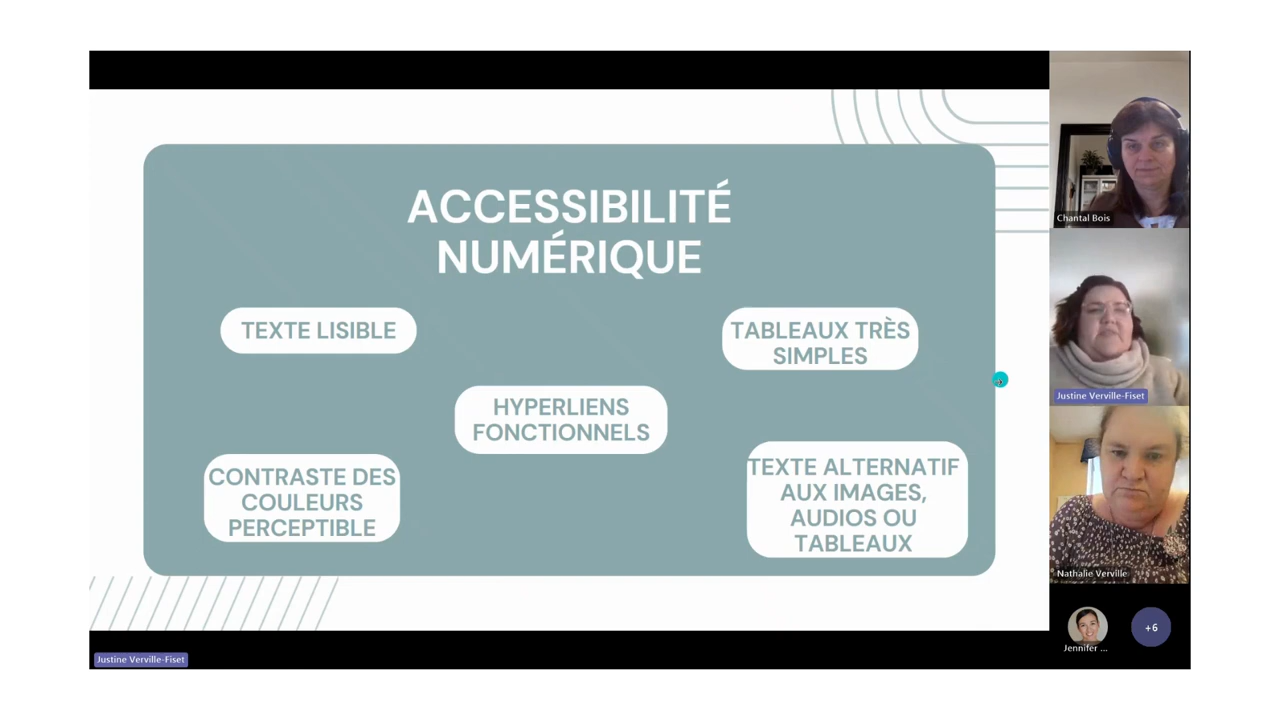 ACCESSIBILITÉ
NUMÉRIQUE
TEXTE LISIBLE
TABLEAUX TRÈS
SIMPLES
HYPERLIENS
FONCTIONNELS
CONTRASTE DES
COULEURS
PERCEPTIBLE
TEXTE ALTERNATIF
AUX IMAGES,
AUDIOS OU
TABLEAUX
Chantal Bois
Justine Verville-Fiset
Nathalie Verville
Jennifer ...
+6
Justine Verville-Fiset